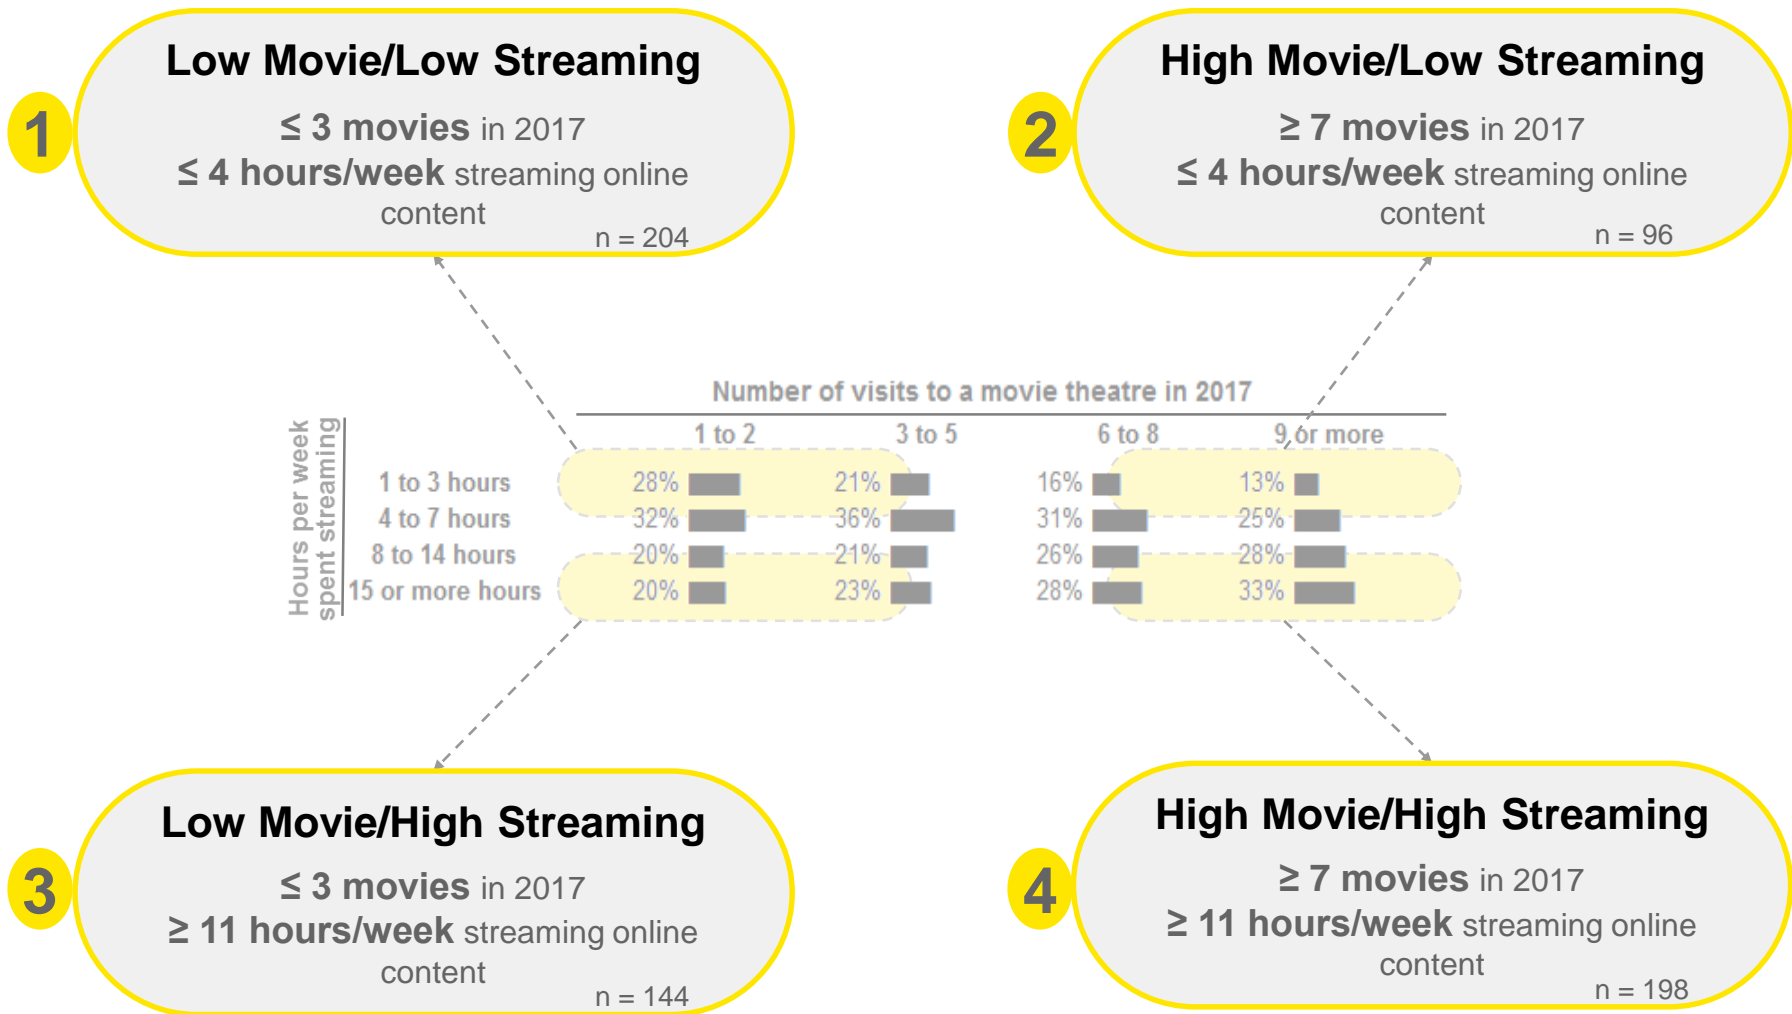 1
Low Movie/Low Streaming
≤ 3 movies in 2017
≤ 4 hours/week streaming online
content
n = 204
2
High Movie/Low Streaming
≥ 7 movies in 2017
≤ 4 hours/week streaming online
content
n = 96
Number of visits to a movie theatre in 2017
Hours per week
spent streaming
1 to 2 3 to 5 6 to 8 9 or more
1 to 3 hours 28% 21% 16% 13%
4 to 7 hours 32% 36% 31% 25%
8 to 14 hours 20% 21% 26% 28%
15 or more hours 20% 23% 28% 33%
3
Low Movie/High Streaming
≤ 3 movies in 2017
≥ 11 hours/week streaming online
content
n = 144
4
High Movie/High Streaming
≥ 7 movies in 2017
≥ 11 hours/week streaming online
content
n = 198